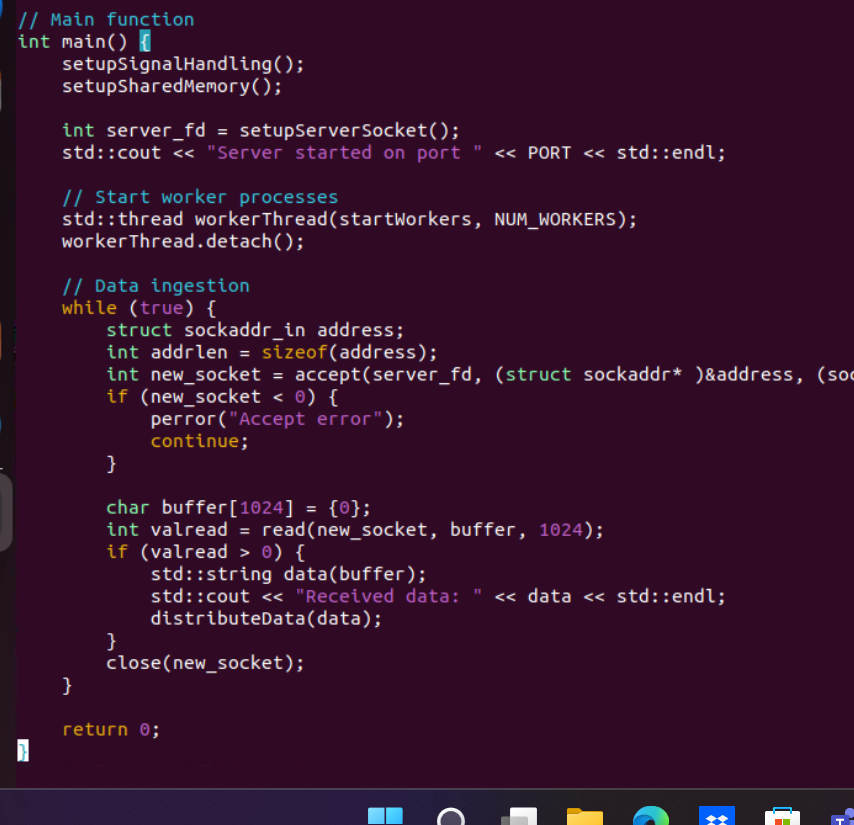 // Main function
int main() {
    setupSignalHandling();
    setupSharedMemory();

    int server_fd = setupServerSocket();
    std::cout << "Server started on port " << PORT << std::endl;

    // Start worker processes
    std::thread workerThread(startWorkers, NUM_WORKERS);
    workerThread.detach();

    // Data ingestion
    while (true) {
        struct sockaddr_in address;
        int addrlen = sizeof(address);
        int new_socket = accept(server_fd, (struct sockaddr* )&address, (soc
        if (new_socket < 0) {
            perror("Accept error");
            continue;
        }

        char buffer[1024] = {0};
        int valread = read(new_socket, buffer, 1024);
        if (valread > 0) {
            std::string data(buffer);
            std::cout << "Received data: " << data << std::endl;
            distributeData(data);
        }
        close(new_socket);
    }

    return 0;
}